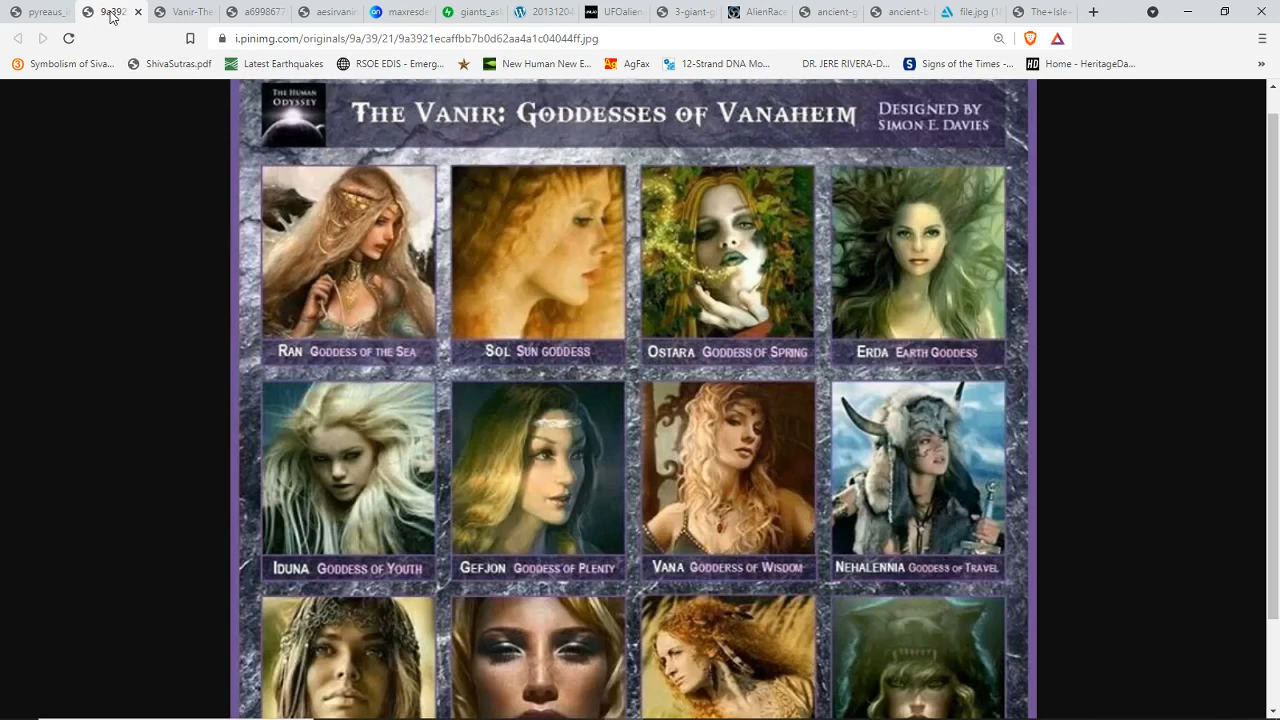 pyreaus_i
9a392
Vanir-The
a6998677
aesirvanir
maxresdef
giants_ask
20131204
UFOalien
3-giant-g
AlienRace
ancient-g
ancient-b
file.jpg (1
The+Isle+
i.pinimg.com/originals/9a/39/21/9a3921ecaffbb7b0d62aa4a1c04044ff.jpg
Symbolism of Siva...
ShivaSutras.pdf
Latest Earthquakes
RSOE EDIS - Emerg...
New Human New E...
AgFax
12-Strand DNA Mo...
DR. JERE RIVERA-D...
Signs of the Times -...
Home - HeritageDa...
The Human
Odyssey
The Vanir: Goddesses of Vanaheim
Designed by
Simon E. Davies
Ran Goddess of the Sea
Sol Sun goddess
Ostara Goddess of Spring
Erda Earth Goddess
Iduna Goddess of Youth
Gefjon Goddess of Plenty
Vana Godderss of Wisdom
Nehalennia Goddess of Travel